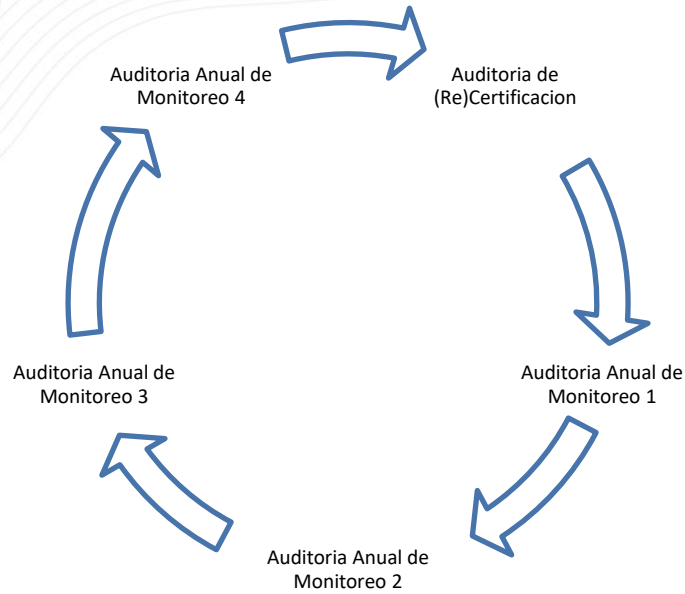 Auditoria de
(Re)Certificacion
Auditoria Anual de
Monitoreo 1
Auditoria Anual de
Monitoreo 2
Auditoria Anual de
Monitoreo 3
Auditoria Anual de
Monitoreo 4